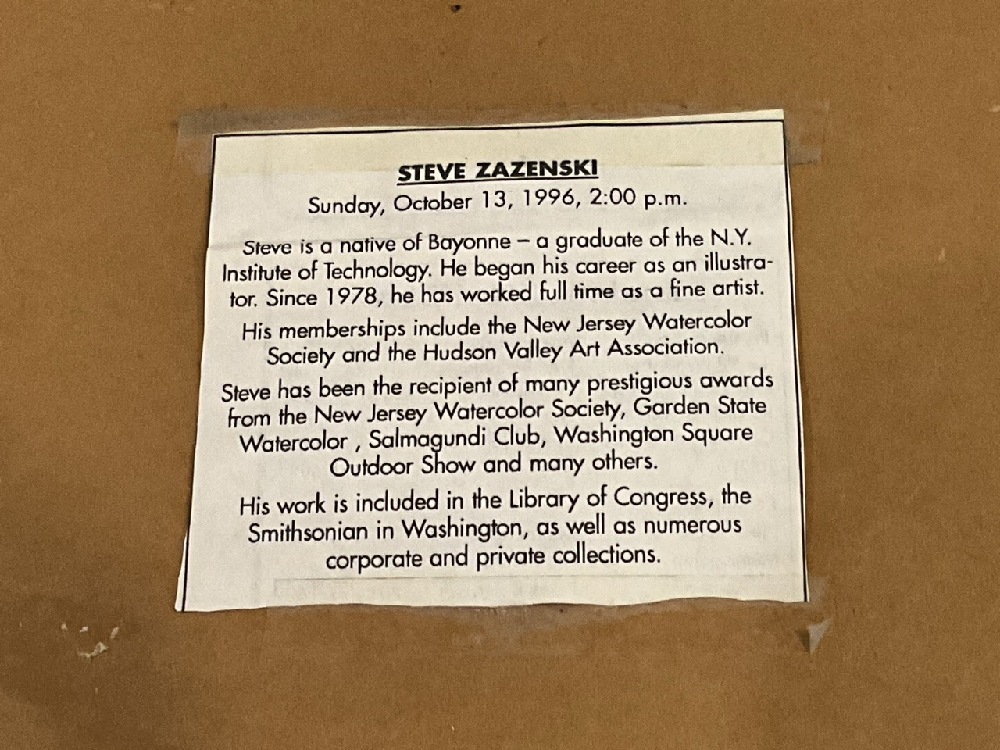 STEVE ZAZENSKI
Sunday, October 13, 1996, 2:00 p.m.
Steve is a native of Bayonne – a graduate of the N.Y.
Institute of Technology. He began his career as an illustra-
tor. Since 1978, he has worked full time as a fine artist.
His memberships include the New Jersey Watercolor
Society and the Hudson Valley Art Association.
Steve has been the recipient of many prestigious awards
from the New Jersey Watercolor Society, Garden State
Watercolor , Salmagundi Club, Washington Square
Outdoor Show and many others.
His work is included in the Library of Congress, the
Smithsonian in Washington, as well as numerous
corporate and private collections.